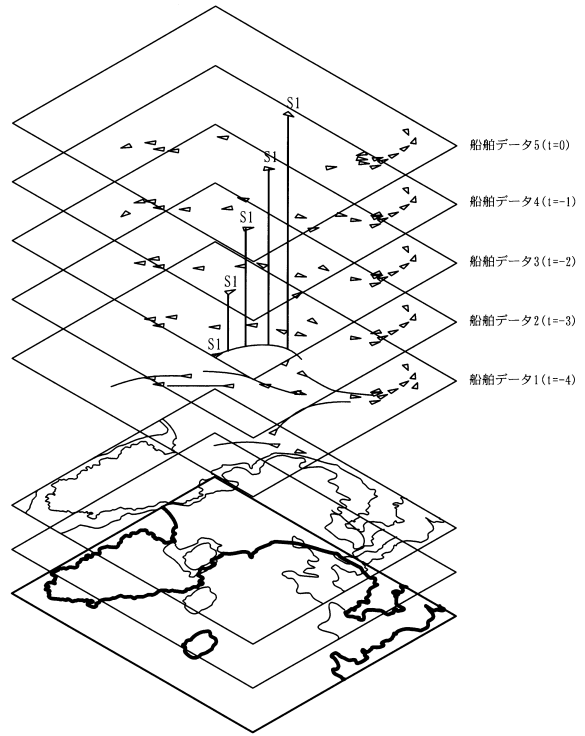 S1
船舶データ5(t=0)
S1
船舶データ4(t=-1)
S1
船舶データ3(t=-2)
S1
船舶データ2(t=-3)
S1
船舶データ1(t=-4)